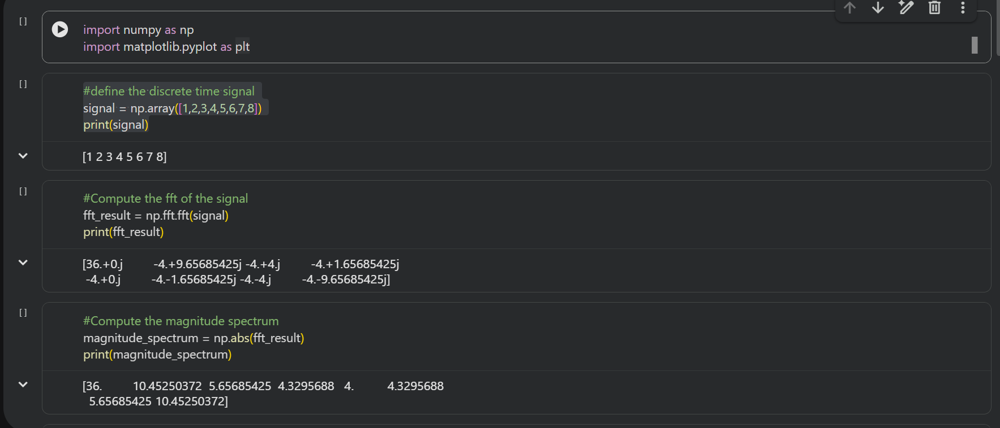 [ ]
import numpy as np
import matplotlib.pyplot as plt
[ ]
#define the discrete time signal
signal = np.array([1,2,3,4,5,6,7,8])
print(signal)
[1 2 3 4 5 6 7 8]
[ ]
#Compute the fft of the signal
fft_result = np.fft.fft(signal)
print(fft_result)
[36.+0.j         -4.+9.65685425j -4.+4.j         -4.+1.65685425j
 -4.+0.j         -4.-1.65685425j -4.-4.j         -4.-9.65685425j]
[ ]
#Compute the magnitude spectrum
magnitude_spectrum = np.abs(fft_result)
print(magnitude_spectrum)
[36.         10.45250372  5.65685425  4.3295688   4.          4.3295688
  5.65685425 10.45250372]